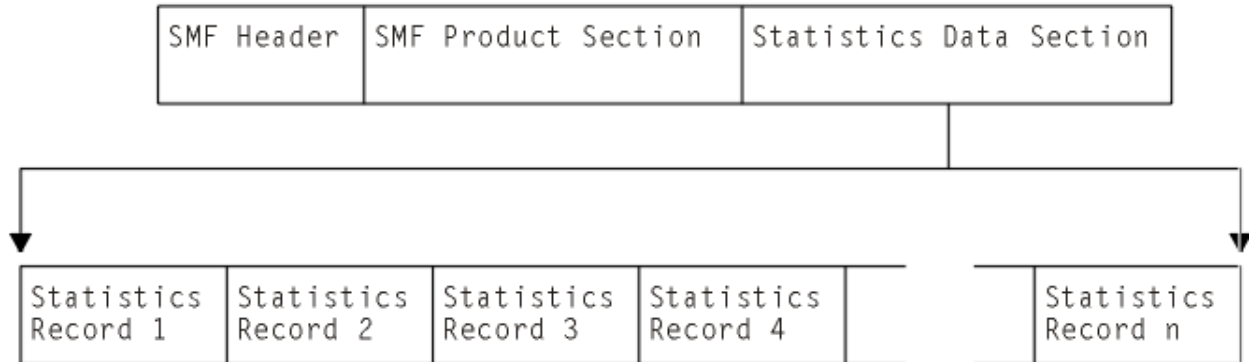 SMF Header SMF Product Section Statistics Data Section
Statistics Statistics Statistics Statistics Statistics
Record 1 Record 2 Record 3 Record 4 Record n